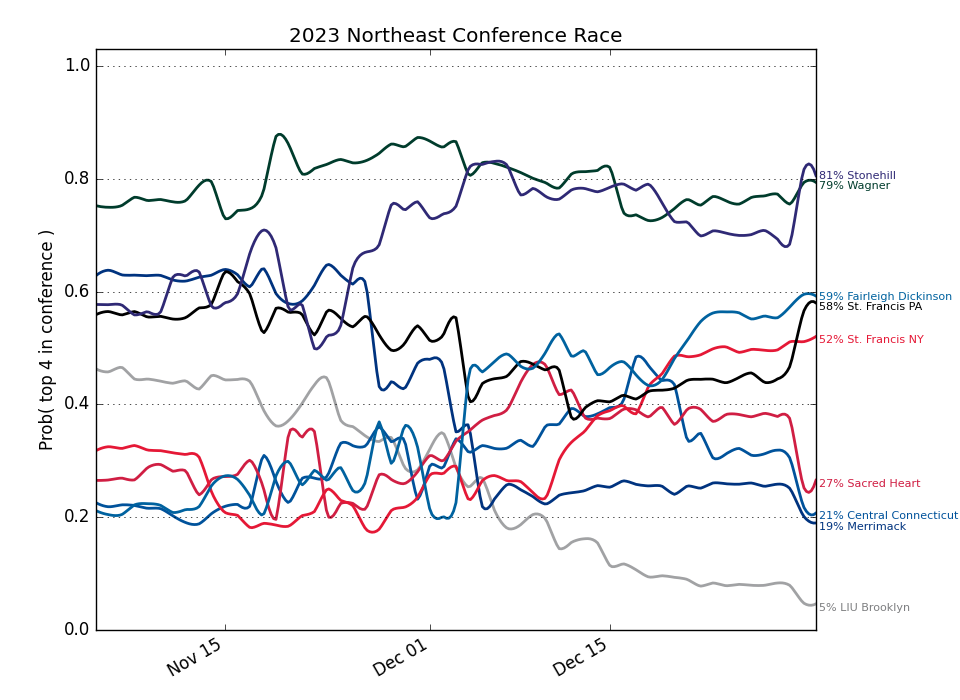 2023 Northeast Conference Race
Prob( top 4 in conference )
1.0
0.8
0.6
0.4
0.2
0.0
Nov 15
Dec 01
Dec 15
81% Stonehill
79% Wagner
59% Fairleigh Dickinson
58% St. Francis PA
52% St. Francis NY
27% Sacred Heart
21% Central Connecticut
19% Merrimack
5% LIU Brooklyn